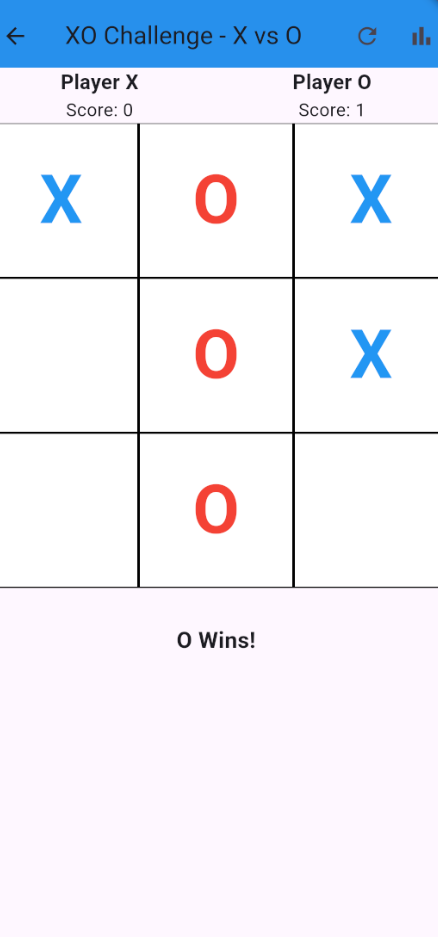 XO Challenge - X vs O
Player X Player O
Score: 0 Score: 1
X O X
O X
O
O Wins!